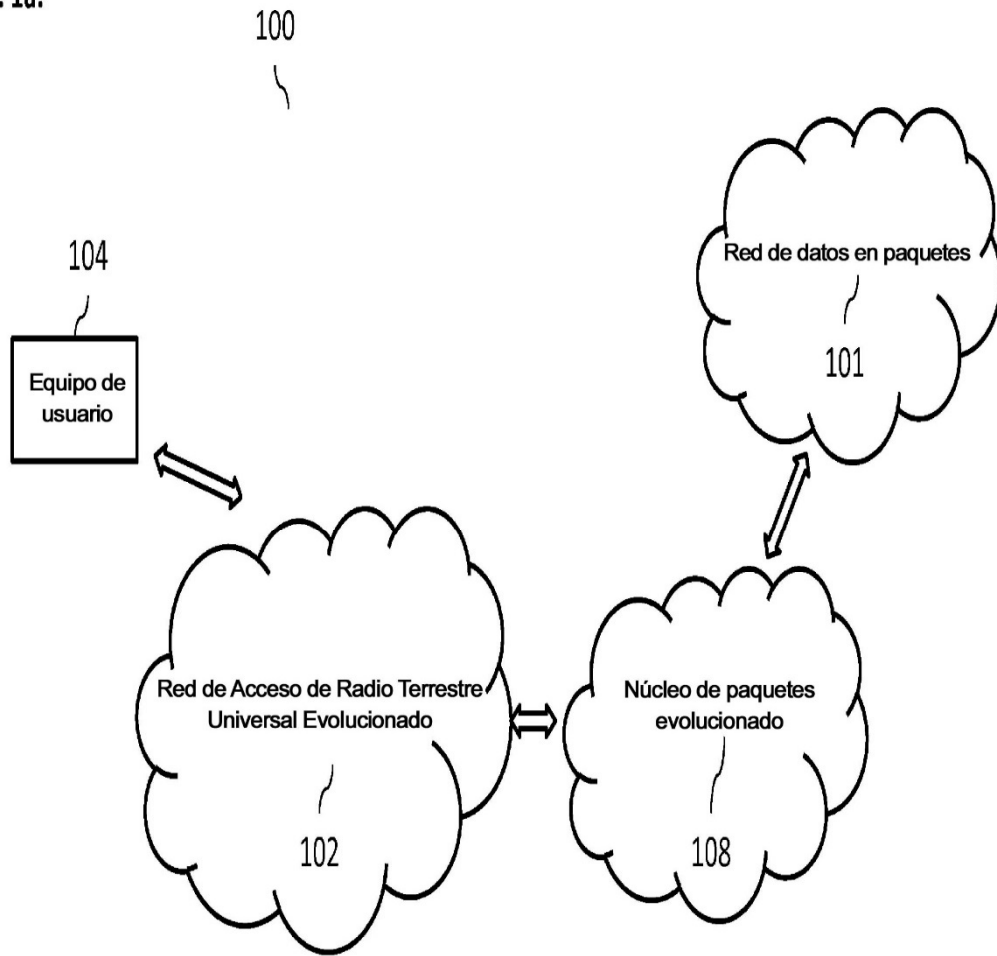 1a.
100
104
Equipo de
usuario
Red de datos en paquetes
101
Red de Acceso de Radio Terrestre
Universal Evolucionado
102
Núcleo de paquetes
evolucionado
108